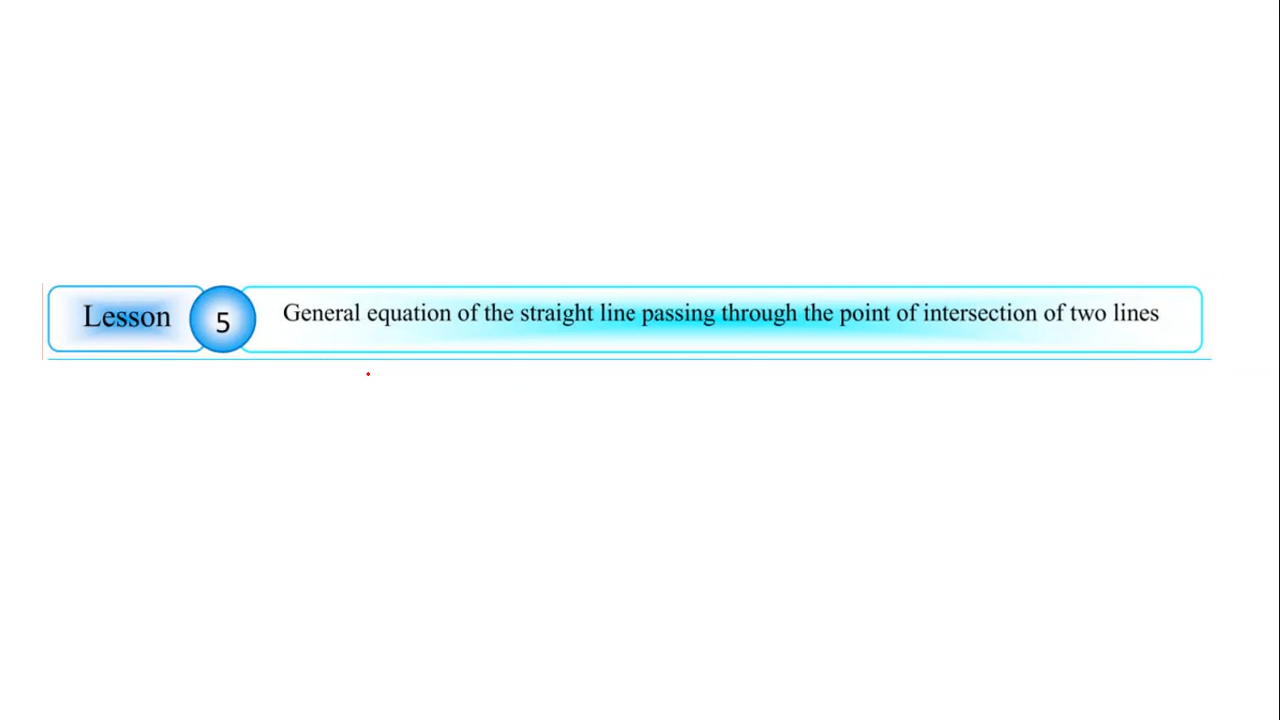 Lesson 5 General equation of the straight line passing through the point of intersection of two lines